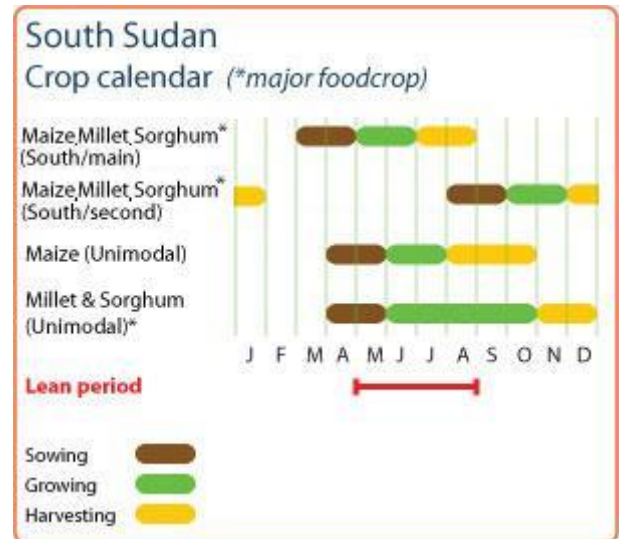 South Sudan
Crop calendar (*major foodcrop)
Maize,Millet,Sorghum*
(South/main)
Maize,Millet,Sorghum*
(South/second)
Maize (Unimodal)
Millet & Sorghum
(Unimodal)*
J F M A M J J A S O N D
Lean period
Sowing
Growing
Harvesting